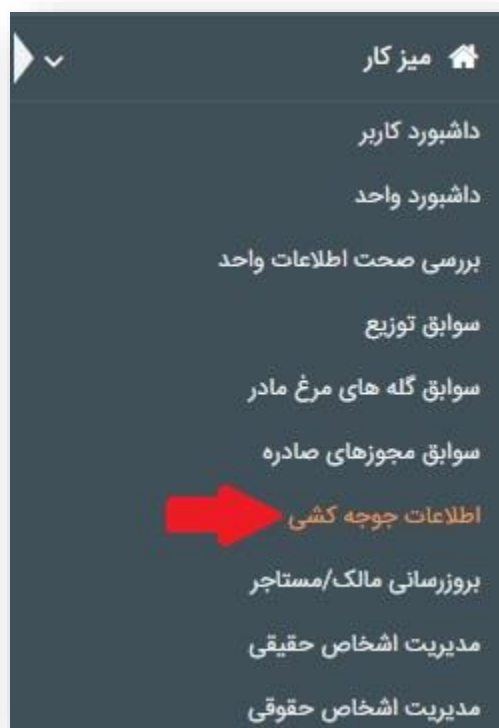 میز کار
داشبورد کاربر
داشبورد واحد
بررسی صحت اطلاعات واحد
سوابق توزیع
سوابق گله های مرغ مادر
سوابق مجوزهای صادره
اطلاعات جوجه کشی
بروزرسانی مالک/مستاجر
مدیریت اشخاص حقیقی
مدیریت اشخاص حقوقی